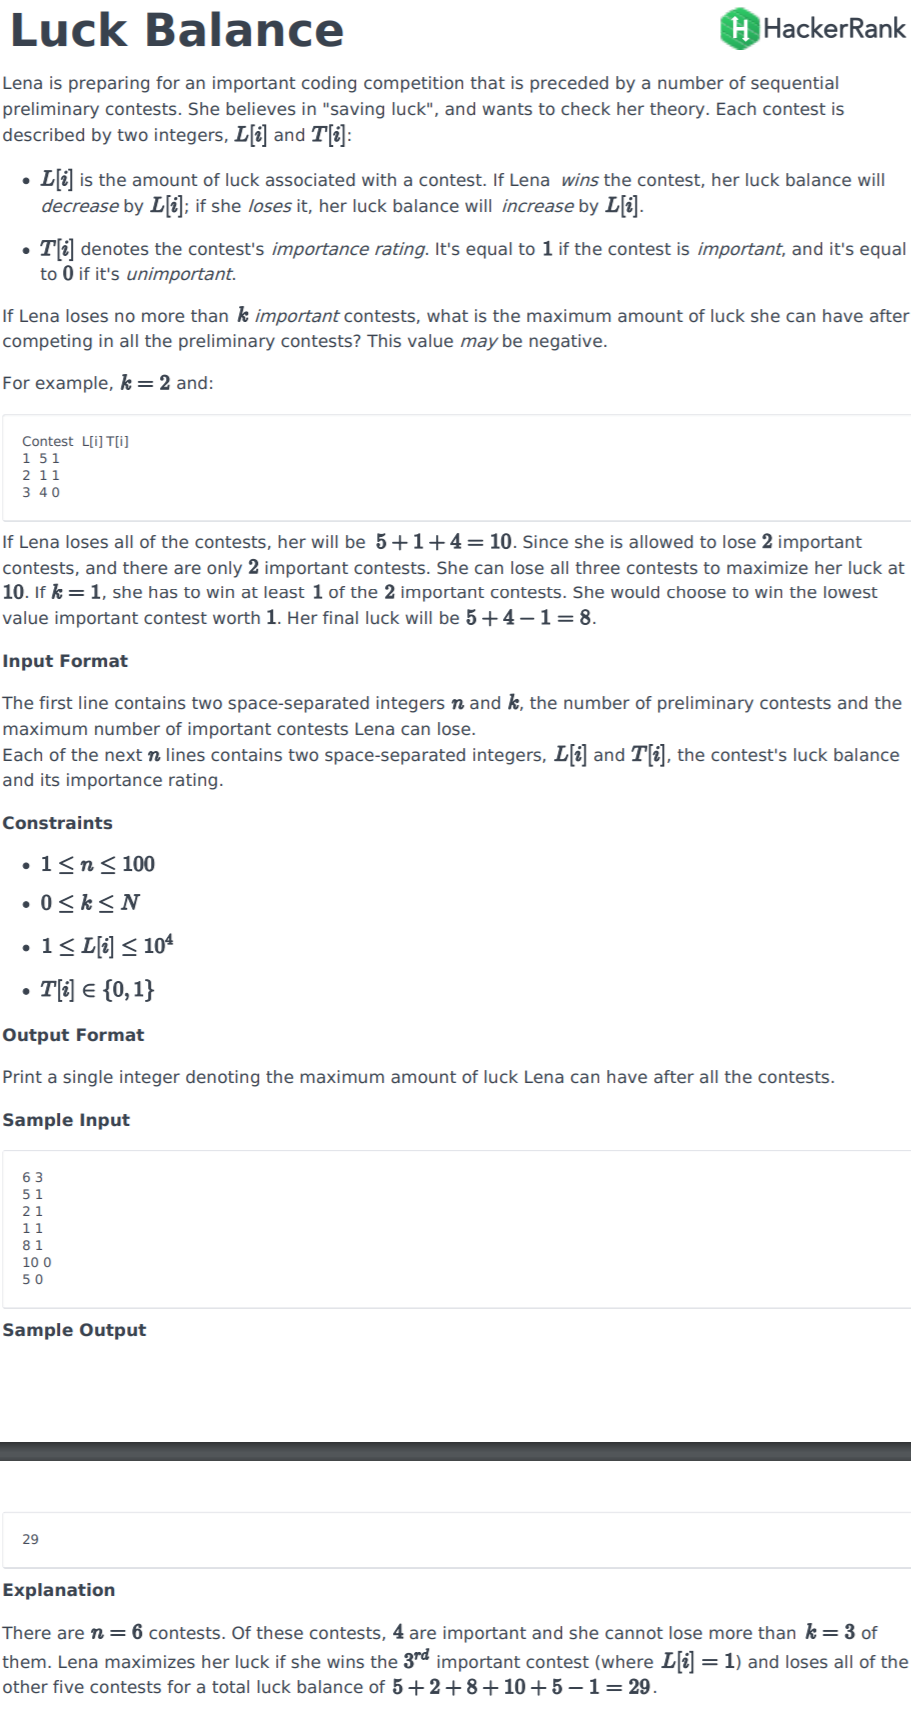 Luck Balance
HackerRank
Lena is preparing for an important coding competition that is preceded by a number of sequential
preliminary contests. She believes in "saving luck", and wants to check her theory. Each contest is
described by two integers, L[i] and T[i]:
• L[i] is the amount of luck associated with a contest. If Lena wins the contest, her luck balance will
decrease by L[i]; if she loses it, her luck balance will increase by L[i].
• T[i] denotes the contest's importance rating. It's equal to 1 if the contest is important, and it's equal
to 0 if it's unimportant.
If Lena loses no more than k important contests, what is the maximum amount of luck she can have after
competing in all the preliminary contests? This value may be negative.
For example, k = 2 and:
Contest L[i] T[i]
1 5 1
2 1 1
3 4 0
If Lena loses all of the contests, her will be 5 + 1 + 4 = 10. Since she is allowed to lose 2 important
contests, and there are only 2 important contests. She can lose all three contests to maximize her luck at
10. If k = 1, she has to win at least 1 of the 2 important contests. She would choose to win the lowest
value important contest worth 1. Her final luck will be 5 + 4 − 1 = 8.
Input Format
The first line contains two space-separated integers n and k, the number of preliminary contests and the
maximum number of important contests Lena can lose.
Each of the next n lines contains two space-separated integers, L[i] and T[i], the contest's luck balance
and its importance rating.
Constraints
• 1 ≤ n ≤ 100
• 0 ≤ k ≤ N
• 1 ≤ L[i] ≤ 10⁴
• T[i] ∈ {0, 1}
Output Format
Print a single integer denoting the maximum amount of luck Lena can have after all the contests.
Sample Input
6 3
5 1
2 1
1 1
8 1
10 0
5 0
Sample Output
29
Explanation
There are n = 6 contests. Of these contests, 4 are important and she cannot lose more than k = 3 of
them. Lena maximizes her luck if she wins the 3ʳᵈ important contest (where L[i] = 1) and loses all of the
other five contests for a total luck balance of 5 + 2 + 8 + 10 + 5 − 1 = 29.